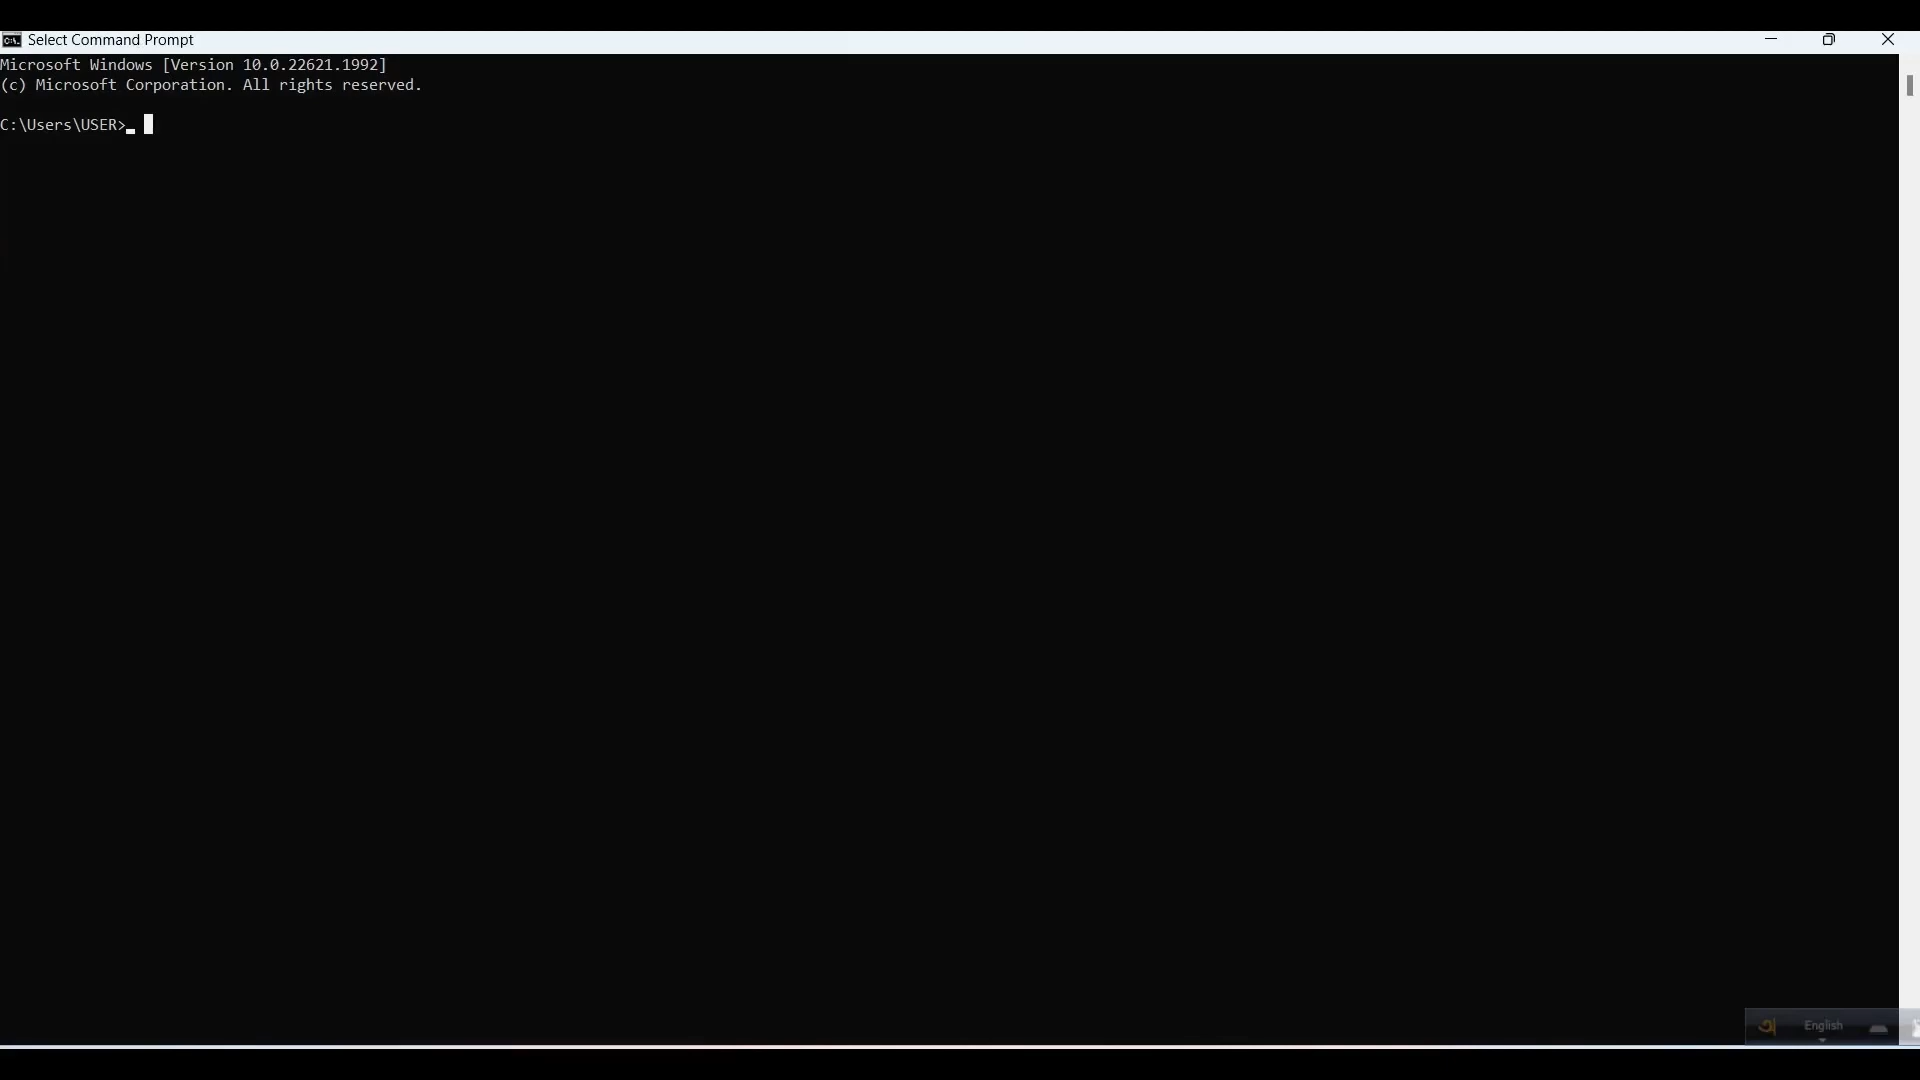 Select Command Prompt
Microsoft Windows [Version 10.0.22621.1992]
(c) Microsoft Corporation. All rights reserved.
C:\Users\USER>
অ English